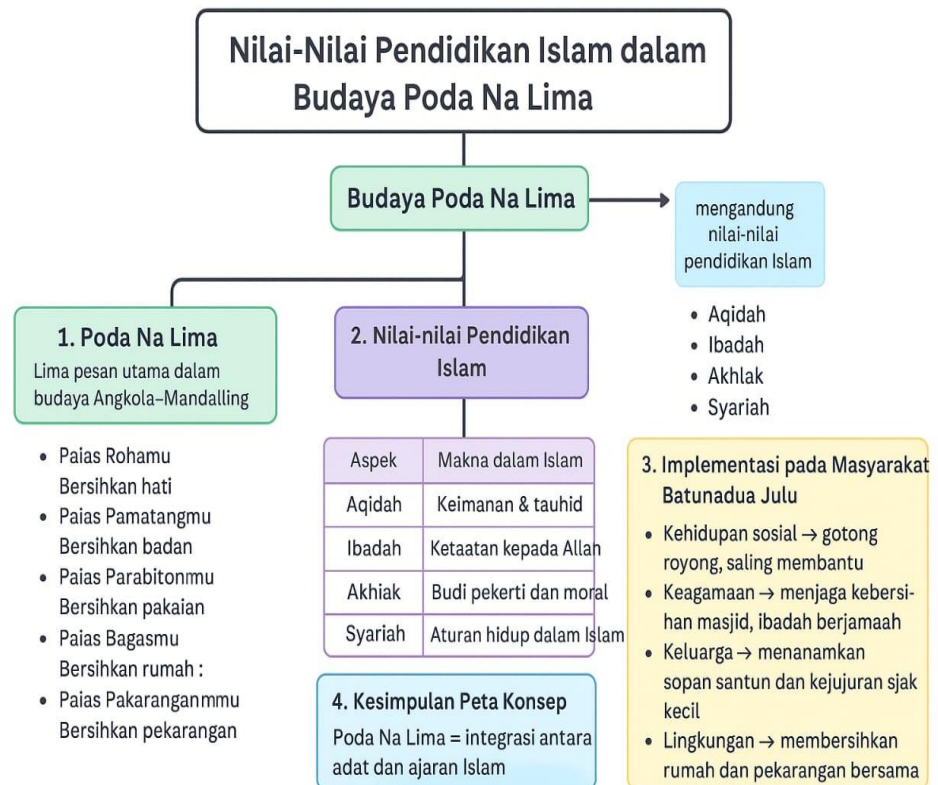 Nilai-Nilai Pendidikan Islam dalam
Budaya Poda Na Lima
Budaya Poda Na Lima
mengandung
nilai-nilai
pendidikan Islam
• Aqidah
• Ibadah
• Akhlak
• Syariah
1. Poda Na Lima
Lima pesan utama dalam
budaya Angkola–Mandalling
• Paias Rohamu
Bersihkan hati
• Paias Pamatangmu
Bersihkan badan
• Paias Parabitonmu
Bersihkan pakaian
• Paias Bagasmu
Bersihkan rumah :
• Paias Pakaranganmmu
Bersihkan pekarangan
2. Nilai-nilai Pendidikan
Islam
Aspek Makna dalam Islam
Aqidah Keimanan & tauhid
Ibadah Ketaatan kepada Allah
Akhiak Budi pekerti dan moral
Syariah Aturan hidup dalam Islam
3. Implementasi pada Masyarakat
Batunadua Julu
• Kehidupan sosial → gotong
royong, saling membantu
• Keagamaan → menjaga kebersi-
han masjid, ibadah berjamaah
• Keluarga → menanamkan
sopan santun dan kejujuran sjak
kecil
• Lingkungan → membersihkan
rumah dan pekarangan bersama
4. Kesimpulan Peta Konsep
Poda Na Lima = integrasi antara
adat dan ajaran Islam